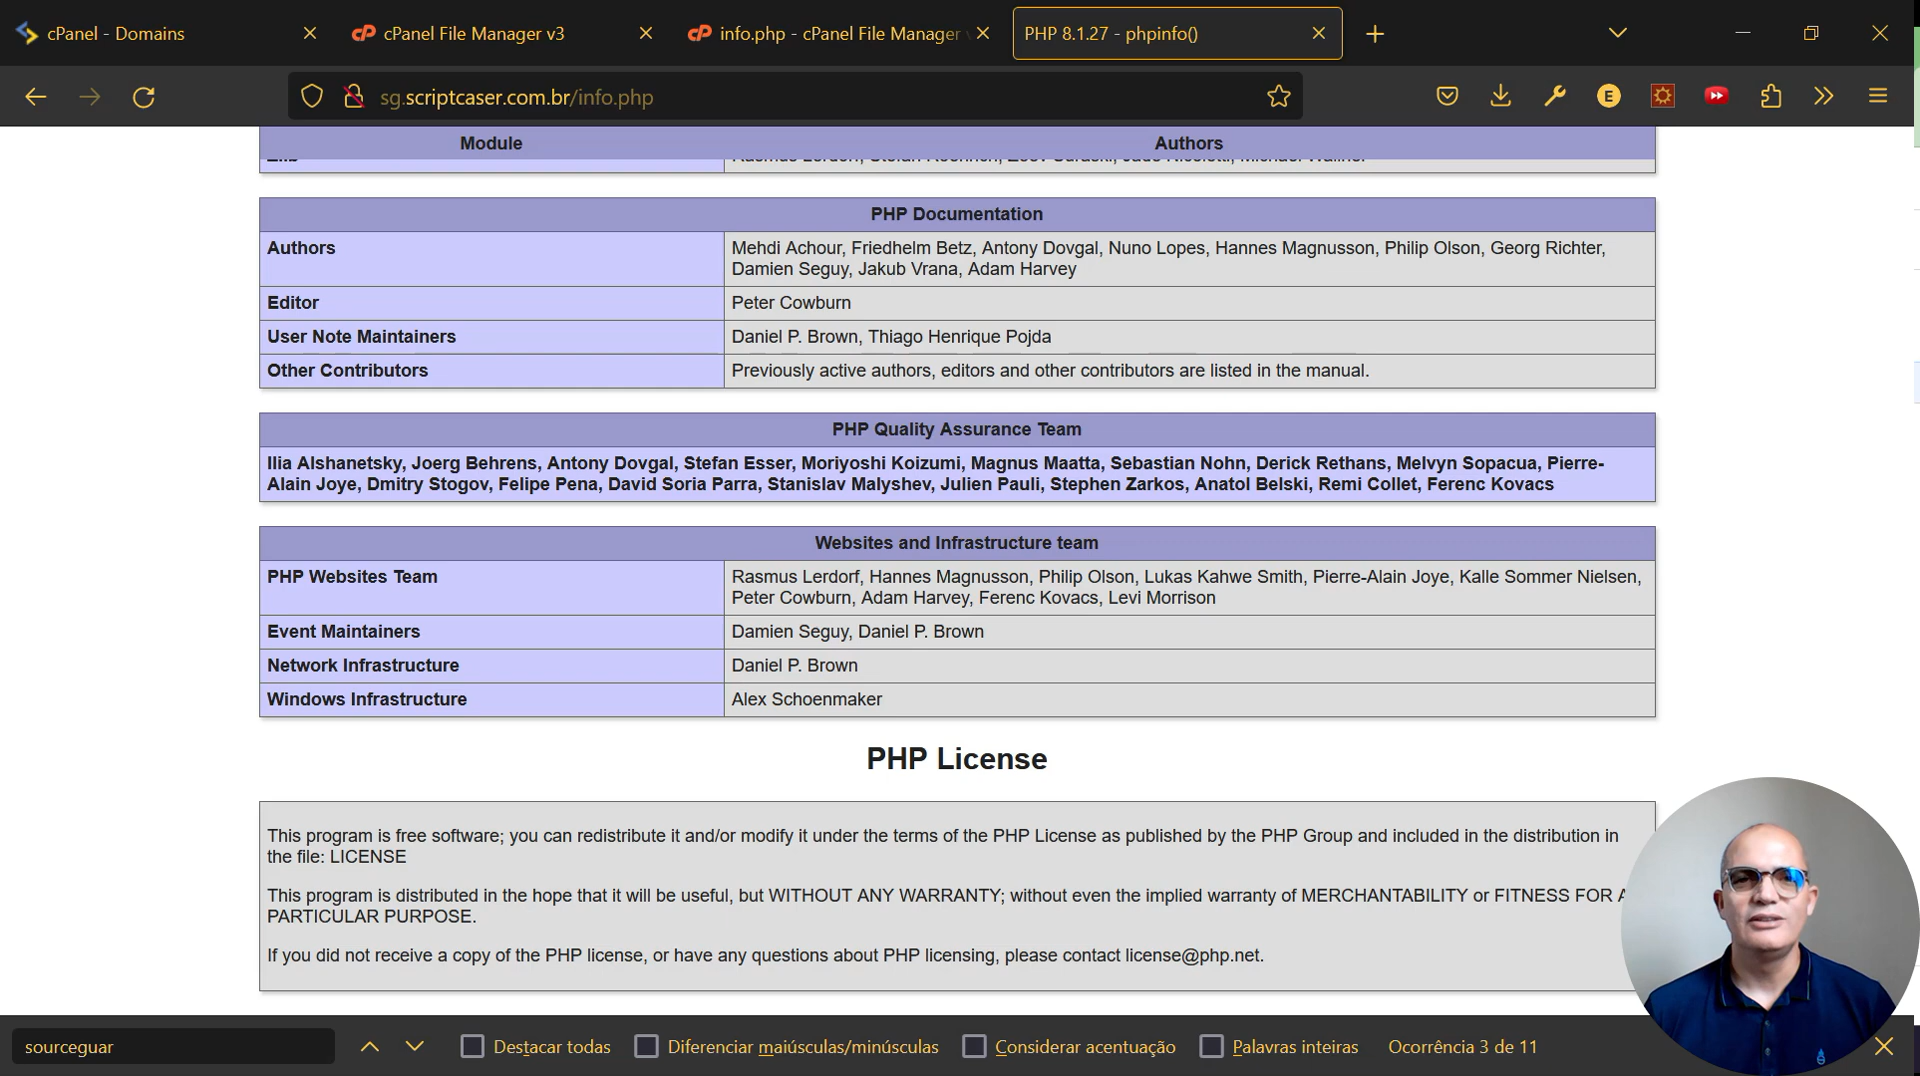 cPanel - Domains
cPanel File Manager v3
info.php - cPanel File Manager
PHP 8.1.27 - phpinfo()
sg.scriptcaser.com.br/info.php
E
Module Authors
PHP Documentation
Authors Mehdi Achour, Friedhelm Betz, Antony Dovgal, Nuno Lopes, Hannes Magnusson, Philip Olson, Georg Richter,
Damien Seguy, Jakub Vrana, Adam Harvey
Editor Peter Cowburn
User Note Maintainers Daniel P. Brown, Thiago Henrique Pojda
Other Contributors Previously active authors, editors and other contributors are listed in the manual.
PHP Quality Assurance Team
Ilia Alshanetsky, Joerg Behrens, Antony Dovgal, Stefan Esser, Moriyoshi Koizumi, Magnus Maatta, Sebastian Nohn, Derick Rethans, Melvyn Sopacua, Pierre-
Alain Joye, Dmitry Stogov, Felipe Pena, David Soria Parra, Stanislav Malyshev, Julien Pauli, Stephen Zarkos, Anatol Belski, Remi Collet, Ferenc Kovacs
Websites and Infrastructure team
PHP Websites Team Rasmus Lerdorf, Hannes Magnusson, Philip Olson, Lukas Kahwe Smith, Pierre-Alain Joye, Kalle Sommer Nielsen,
Peter Cowburn, Adam Harvey, Ferenc Kovacs, Levi Morrison
Event Maintainers Damien Seguy, Daniel P. Brown
Network Infrastructure Daniel P. Brown
Windows Infrastructure Alex Schoenmaker
PHP License
This program is free software; you can redistribute it and/or modify it under the terms of the PHP License as published by the PHP Group and included in the distribution in
the file: LICENSE
This program is distributed in the hope that it will be useful, but WITHOUT ANY WARRANTY; without even the implied warranty of MERCHANTABILITY or FITNESS FOR A
PARTICULAR PURPOSE.
If you did not receive a copy of the PHP license, or have any questions about PHP licensing, please contact license@php.net.
sourceguar
Destacar todas
Diferenciar maiúsculas/minúsculas
Considerar acentuação
Palavras inteiras
Ocorrência 3 de 11